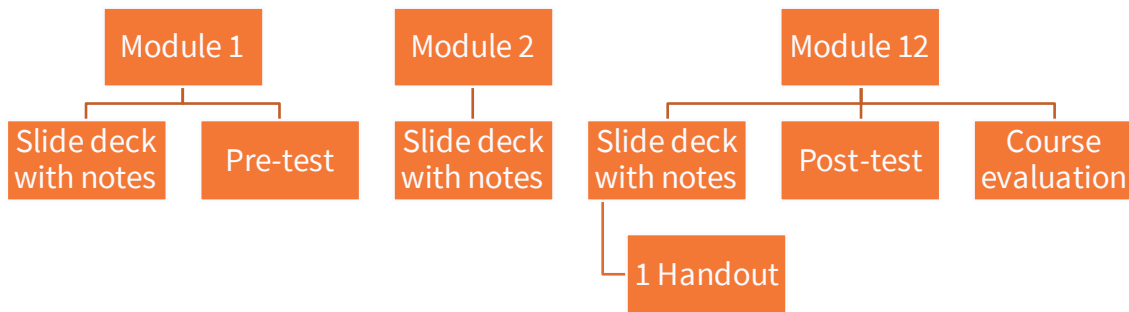 Module 1
Module 2
Module 12
Slide deck
with notes
Pre-test
Slide deck
with notes
Slide deck
with notes
Post-test
Course
evaluation
1 Handout